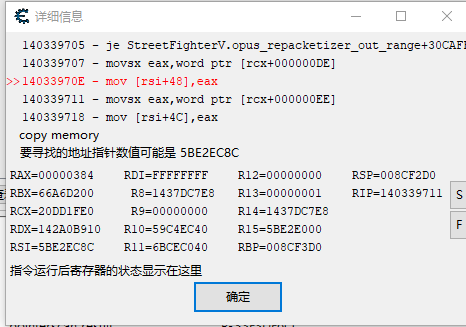 详细信息
140339705 - je StreetFighterV.opus_repacketizer_out_range+30CAFE
140339707 - movsx eax,word ptr [rcx+000000DE]
>>14033970E - mov [rsi+48],eax
140339711 - movsx eax,word ptr [rcx+000000EE]
140339718 - mov [rsi+4C],eax
copy memory
要寻找的地址指针数值可能是 5BE2EC8C
RAX=00000384 RDI=FFFFFFFF R12=00000000 RSP=008CF2D0
RBX=66A6D200 R8=1437DC7E8 R13=00000001 RIP=140339711
RCX=20DD1FE0 R9=00000000 R14=1437DC7E8
RDX=142A0B910 R10=59C4EC40 R15=5BE2E000
RSI=5BE2EC8C R11=6BCEC040 RBP=008CF3D0
S
F
指令运行后寄存器的状态显示在这里
确定